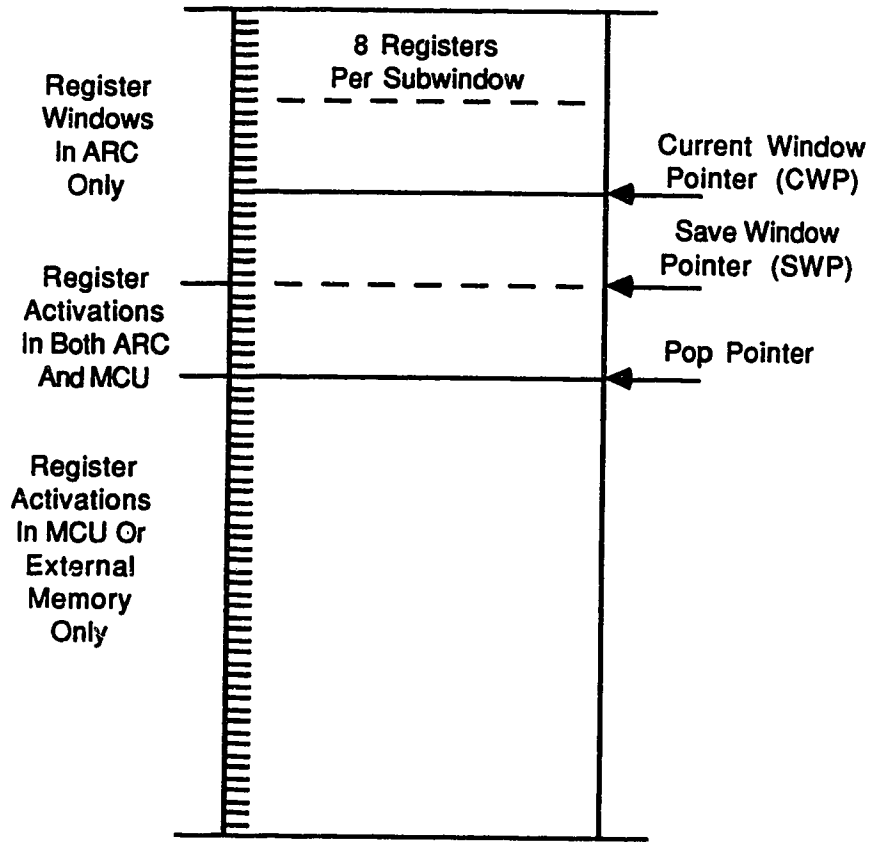 8 Registers
Per Subwindow
Register
Windows
In ARC
Only
Current Window
Pointer (CWP)
Save Window
Pointer (SWP)
Register
Activations
In Both ARC
And MCU
Pop Pointer
Register
Activations
In MCU Or
External
Memory
Only